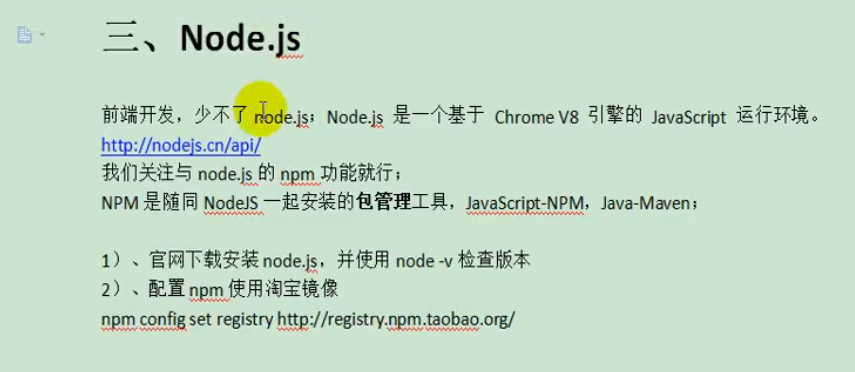 三、Node.js
前端开发，少不了 node.js；Node.js 是一个基于 Chrome V8 引擎的 JavaScript 运行环境。
http://nodejs.cn/api/
我们关注与 node.js 的 npm 功能就行；
NPM 是随同 NodeJS 一起安装的包管理工具，JavaScript-NPM，Java-Maven；
1）、官网下载安装 node.js，并使用 node -v 检查版本
2）、配置 npm 使用淘宝镜像
npm config set registry http://registry.npm.taobao.org/